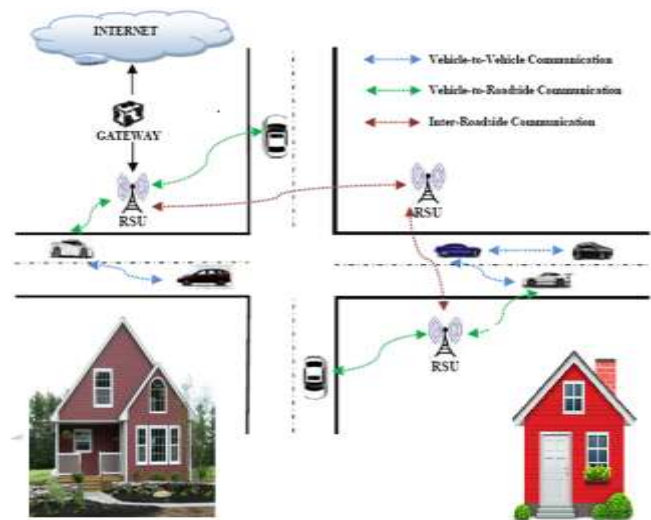 INTERNET
Vehicle-to-Vehicle Communication
Vehicle-to-Roadside Communication
Inter-Roadside Communication
GATEWAY
RSU
RSU
RSU